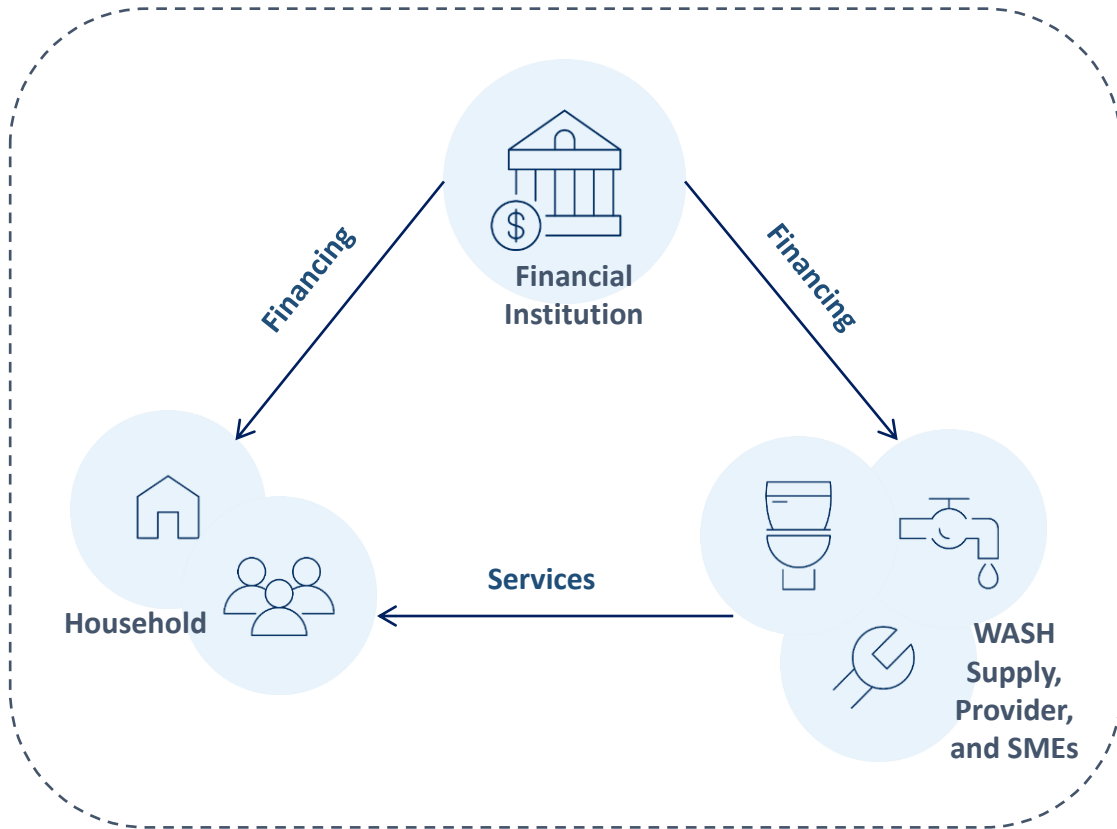 $
Financial
Institution
Financing
Financing
Services
Household
WASH
Supply,
Provider,
and SMEs